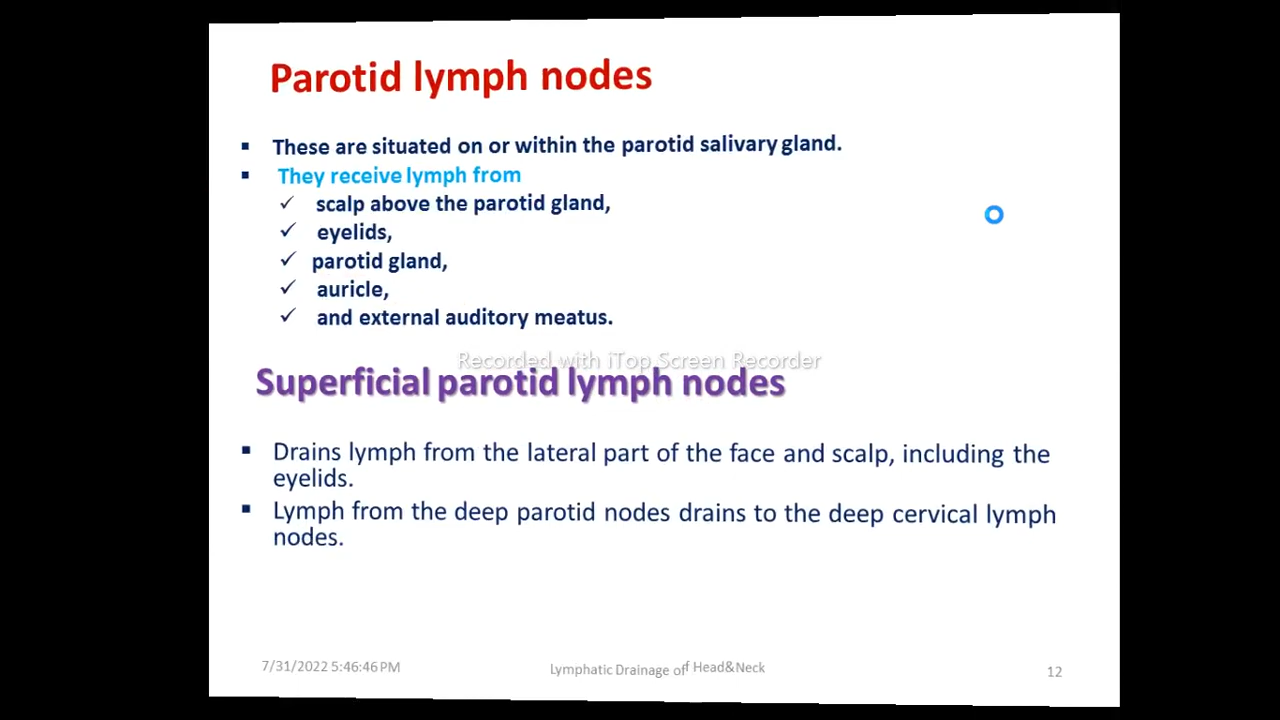 Parotid lymph nodes
▪ These are situated on or within the parotid salivary gland.
▪ They receive lymph from
✓ scalp above the parotid gland,
✓ eyelids,
✓ parotid gland,
✓ auricle,
✓ and external auditory meatus.
Recorded with iTop Screen Recorder
Superficial parotid lymph nodes
▪ Drains lymph from the lateral part of the face and scalp, including the
eyelids.
▪ Lymph from the deep parotid nodes drains to the deep cervical lymph
nodes.
7/31/2022 5:46:46 PM Lymphatic Drainage of Head&Neck 12